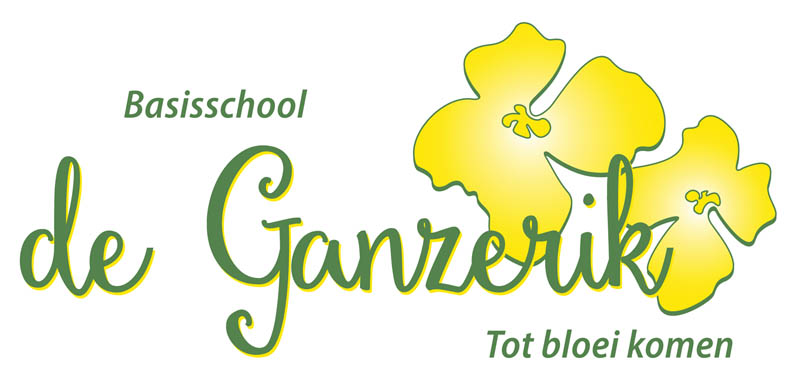 Basisschool
de Ganzerik
Tot bloei komen